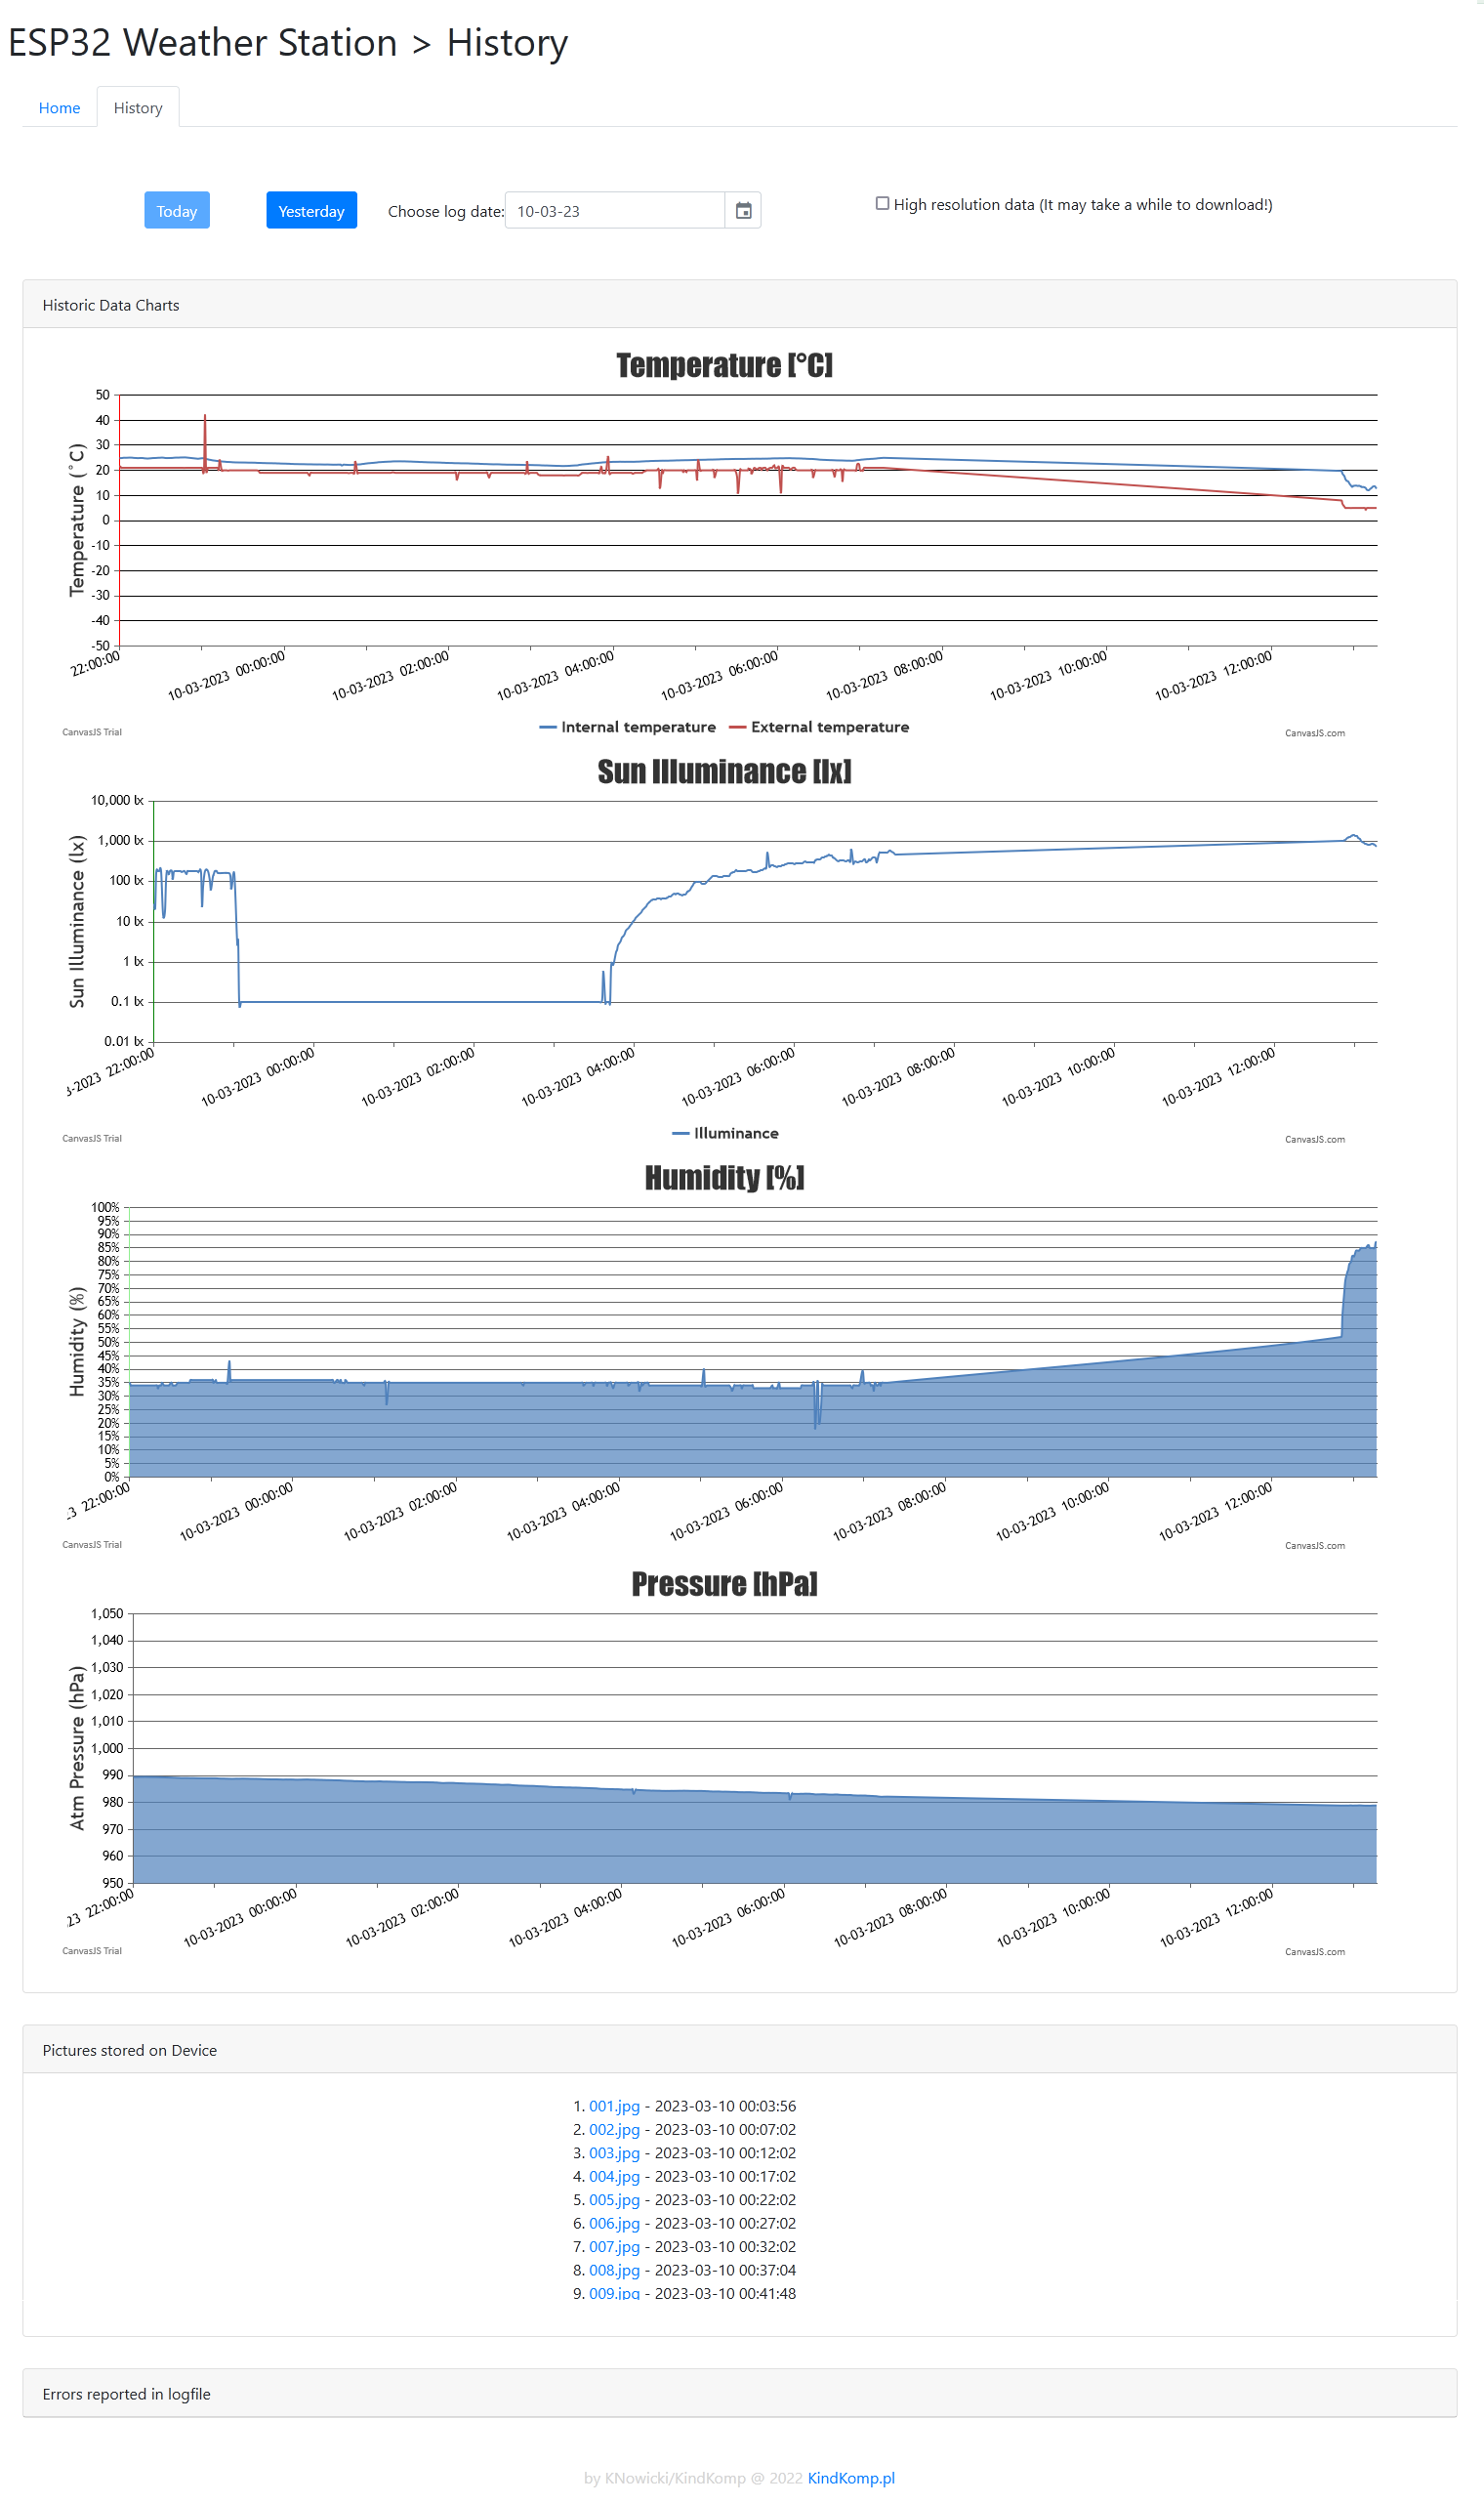 ESP32 Weather Station > History
Home
History
Today
Yesterday
Choose log date:
10-03-23
High resolution data (It may take a while to download!)
Historic Data Charts
Temperature [°C]
Temperature (°C)
50
40
30
20
10
0
-10
-20
-30
-40
-50
22:00:00
10-03-2023 00:00:00
10-03-2023 02:00:00
10-03-2023 04:00:00
10-03-2023 06:00:00
10-03-2023 08:00:00
10-03-2023 10:00:00
10-03-2023 12:00:00
Internal temperature
External temperature
CanvasJS Trial
CanvasJS.com
Sun Illuminance [lx]
Sun Illuminance (lx)
10,000 lx
1,000 lx
100 lx
10 lx
1 lx
0.1 lx
0.01 lx
3-2023 22:00:00
10-03-2023 00:00:00
10-03-2023 02:00:00
10-03-2023 04:00:00
10-03-2023 06:00:00
10-03-2023 08:00:00
10-03-2023 10:00:00
10-03-2023 12:00:00
Illuminance
CanvasJS Trial
CanvasJS.com
Humidity [%]
Humidity (%)
100%
95%
90%
85%
80%
75%
70%
65%
60%
55%
50%
45%
40%
35%
30%
25%
20%
15%
10%
5%
0%
3 22:00:00
10-03-2023 00:00:00
10-03-2023 02:00:00
10-03-2023 04:00:00
10-03-2023 06:00:00
10-03-2023 08:00:00
10-03-2023 10:00:00
10-03-2023 12:00:00
CanvasJS Trial
CanvasJS.com
Pressure [hPa]
Atm Pressure (hPa)
1,050
1,040
1,030
1,020
1,010
1,000
990
980
970
960
950
23 22:00:00
10-03-2023 00:00:00
10-03-2023 02:00:00
10-03-2023 04:00:00
10-03-2023 06:00:00
10-03-2023 08:00:00
10-03-2023 10:00:00
10-03-2023 12:00:00
CanvasJS Trial
CanvasJS.com
Pictures stored on Device
1. 001.jpg - 2023-03-10 00:03:56
2. 002.jpg - 2023-03-10 00:07:02
3. 003.jpg - 2023-03-10 00:12:02
4. 004.jpg - 2023-03-10 00:17:02
5. 005.jpg - 2023-03-10 00:22:02
6. 006.jpg - 2023-03-10 00:27:02
7. 007.jpg - 2023-03-10 00:32:02
8. 008.jpg - 2023-03-10 00:37:04
9. 009.jpg - 2023-03-10 00:41:48
Errors reported in logfile
by KNowicki/KindKomp @ 2022 KindKomp.pl